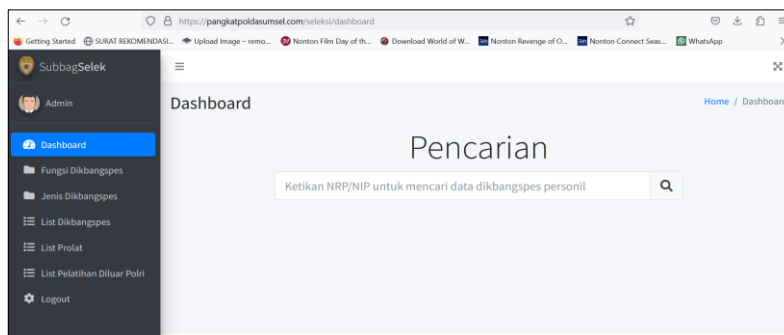 https://pangkatpoldasumsel.com/seleksi/dashboard
Getting Started SURAT REKOMENDASI... Upload Image – remo... Nonton Film Day of th... Download World of W... Nonton Revenge of O... Nonton Connect Seas... WhatsApp
SubbagSelek
Admin
Dashboard
Home / Dashboard
Dashboard
Pencarian
Fungsi Dikbangspes
Ketikan NRP/NIP untuk mencari data dikbangspes personil
Jenis Dikbangspes
List Dikbangspes
List Prolat
List Pelatihan Diluar Polri
Logout